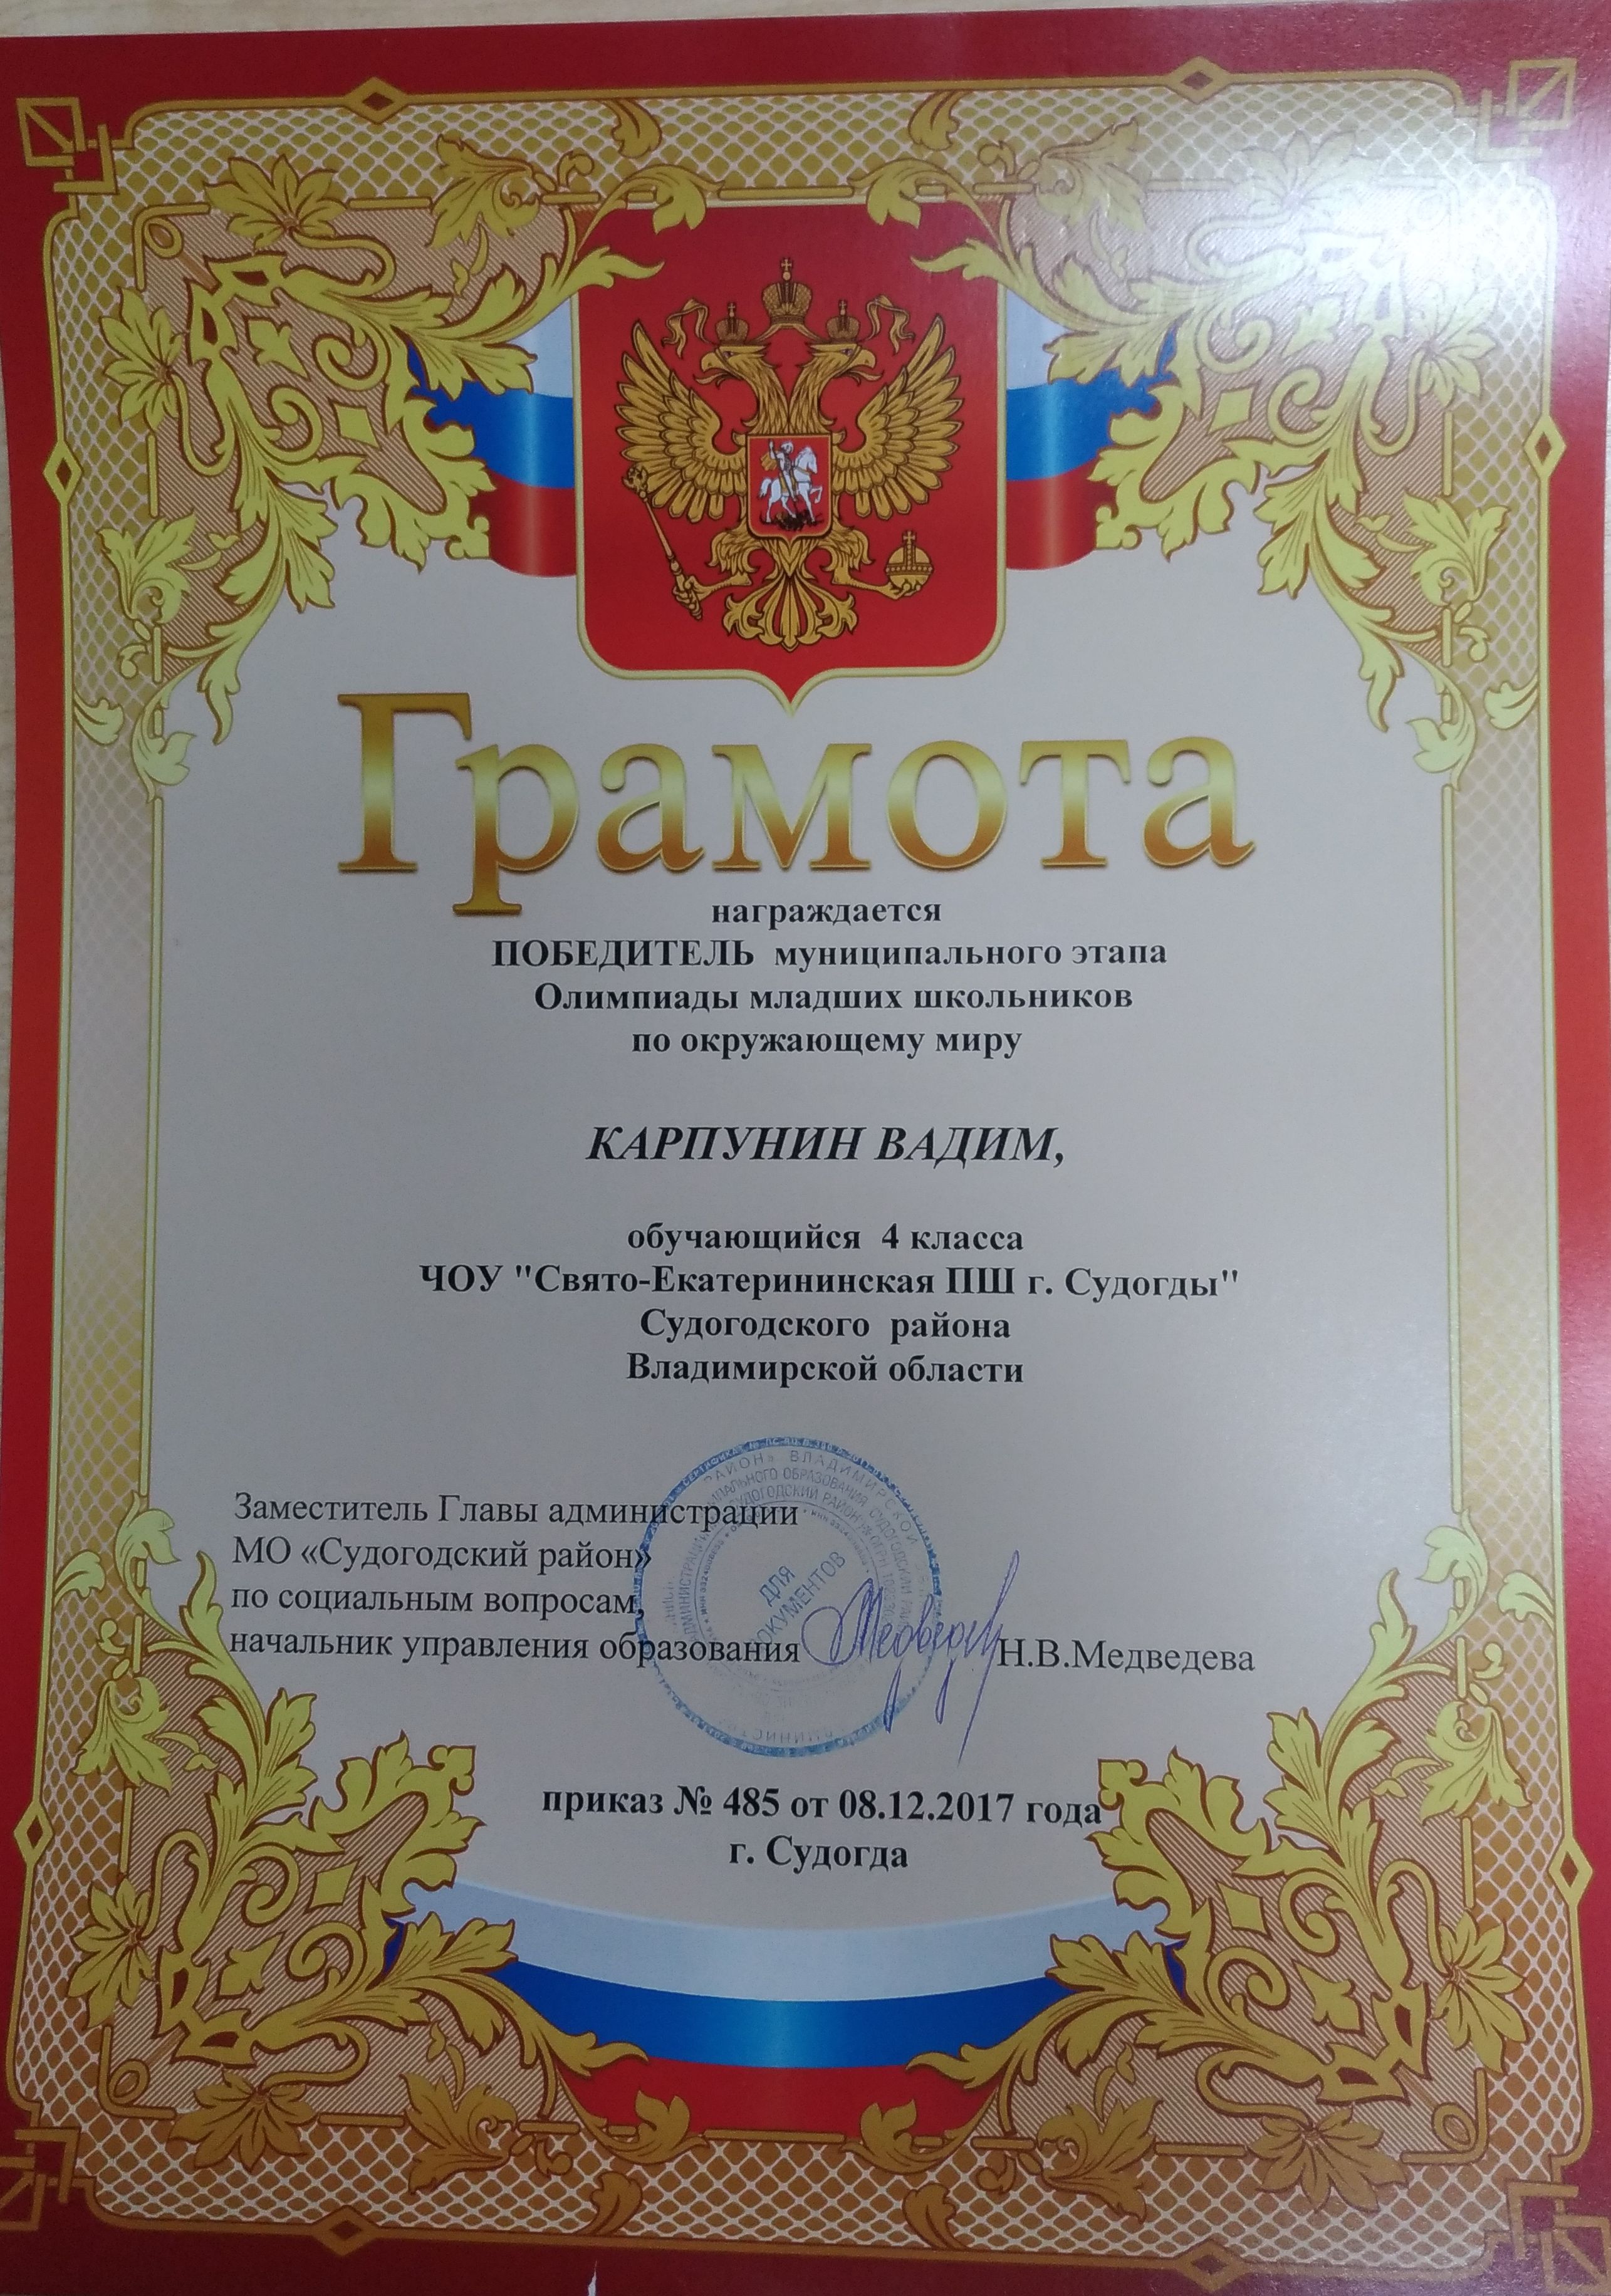 Грамота
награждается
ПОБЕДИТЕЛЬ муниципального этапа
Олимпиады младших школьников
по окружающему миру
КАРПУНИН ВАДИМ,
обучающийся 4 класса
ЧОУ "Свято-Екатерининская ПШ г. Судогды"
Судогодского района
Владимирской области
Заместитель Главы администрации
МО «Судогодский район»
по социальным вопросам,
начальник управления образования Н.В.Медведева
ДЛЯ
ДОКУМЕНТОВ
приказ № 485 от 08.12.2017 года
г. Судогда